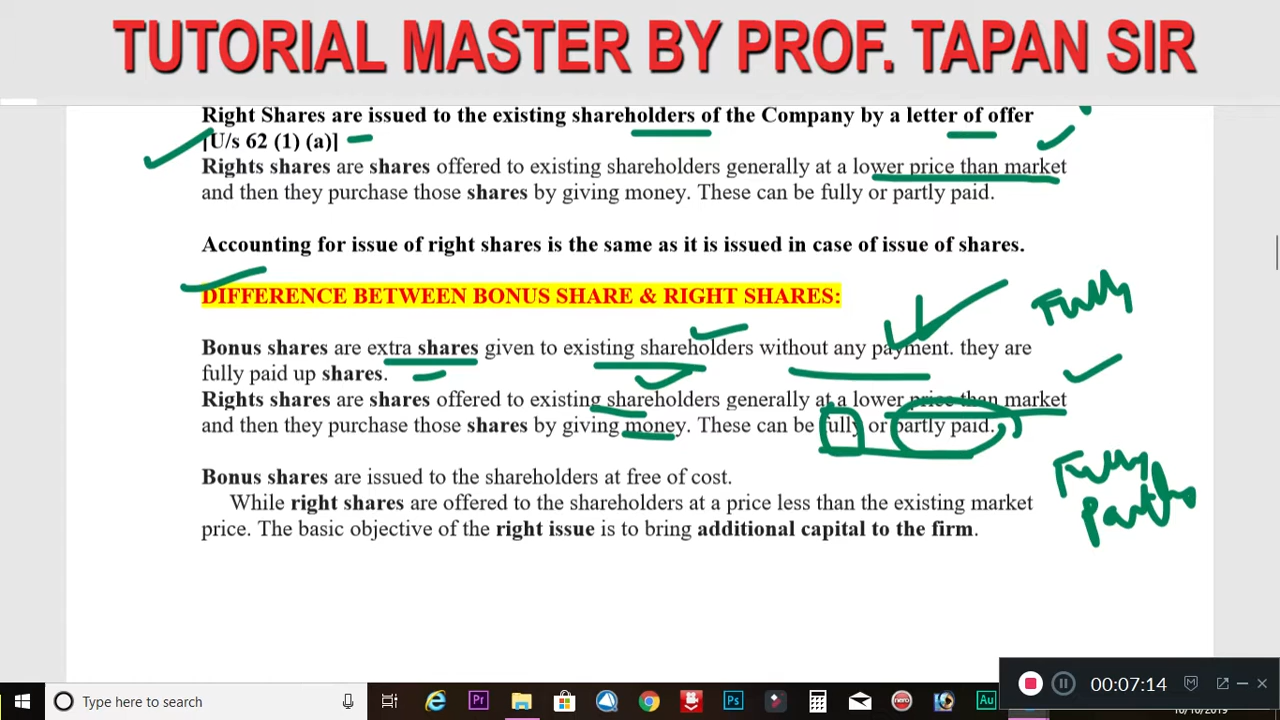 TUTORIAL MASTER BY PROF. TAPAN SIR
Right Shares are issued to the existing shareholders of the Company by a letter of offer
[U/s 62 (1) (a)]
Rights shares are shares offered to existing shareholders generally at a lower price than market
and then they purchase those shares by giving money. These can be fully or partly paid.
Accounting for issue of right shares is the same as it is issued in case of issue of shares.
DIFFERENCE BETWEEN BONUS SHARE & RIGHT SHARES:
Fully
Bonus shares are extra shares given to existing shareholders without any payment. they are
fully paid up shares.
Rights shares are shares offered to existing shareholders generally at a lower price than market
and then they purchase those shares by giving money. These can be fully or partly paid.
Fully
Bonus shares are issued to the shareholders at free of cost.
While right shares are offered to the shareholders at a price less than the existing market
price. The basic objective of the right issue is to bring additional capital to the firm.
Type here to search
Pr
Ps
nero
Au
00:07:14